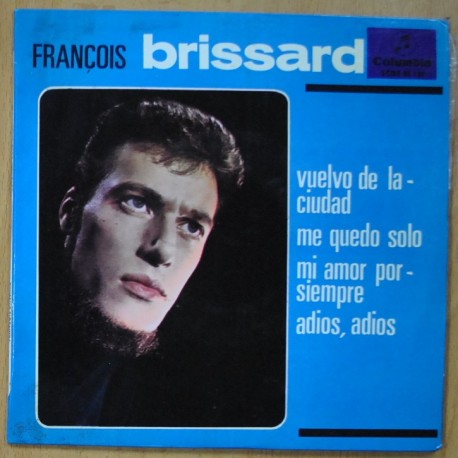 FRANÇOIS brissard
Columbia
vuelvo de la-
ciudad
me quedo solo
mi amor por-
siempre
adios, adios